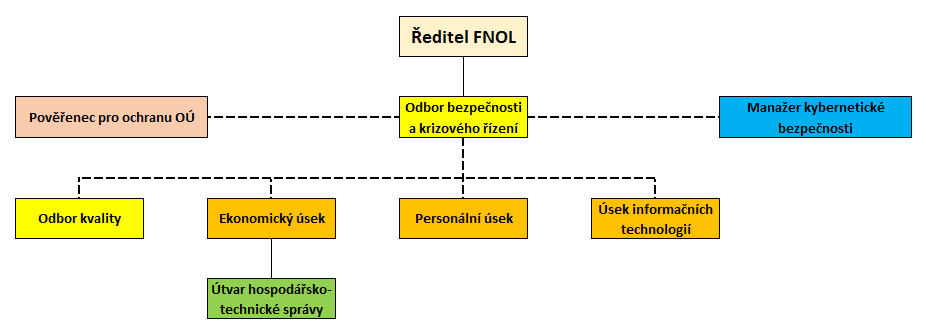 Ředitel FNOL
Pověřenec pro ochranu OÚ
Odbor bezpečnosti
a krizového řízení
Manažer kybernetické
bezpečnosti
Odbor kvality
Ekonomický úsek
Personální úsek
Úsek informačních
technologií
Útvar hospodářsko-
technické správy